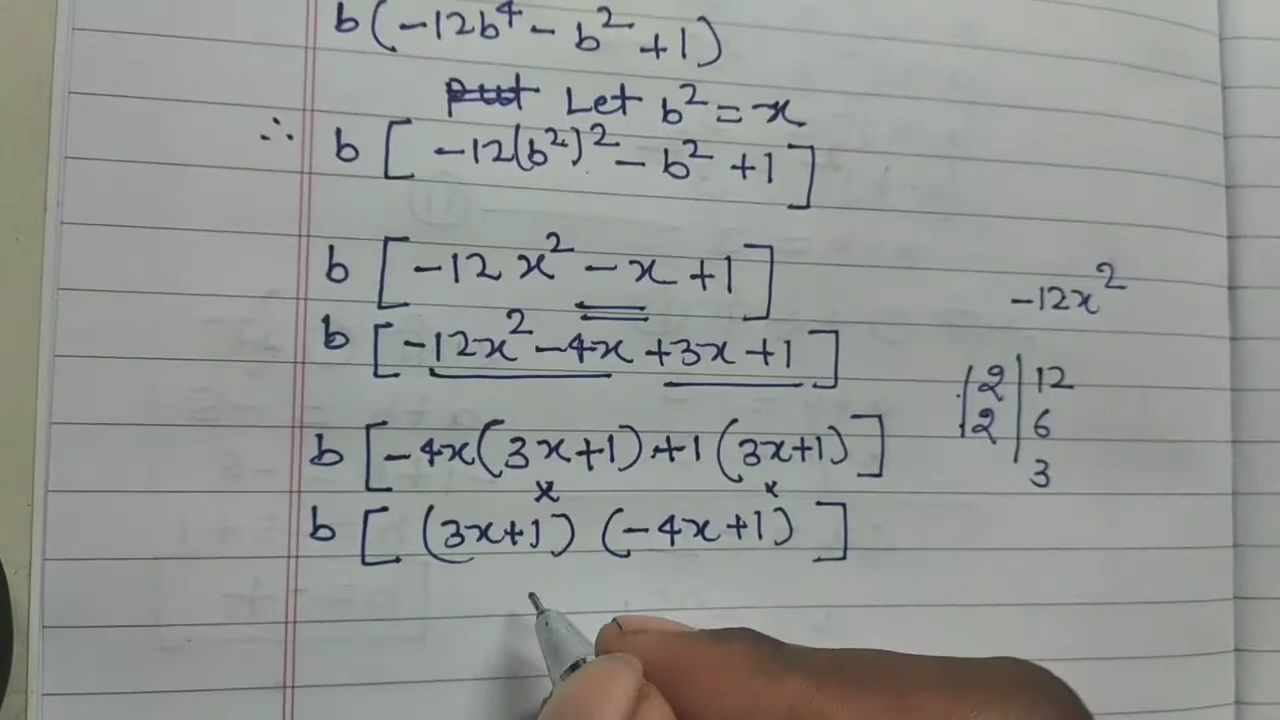 b(-12b⁴ - b² + 1)
Let b² = x
∴ b [ -12(b²)² - b² + 1 ]
b [ -12x² - x + 1 ]
-12x²
b [ -12x² - 4x + 3x + 1 ]
2 | 12
2 | 6
3
b [ -4x(3x+1) + 1(3x+1) ]
b [ (3x+1) (-4x+1) ]